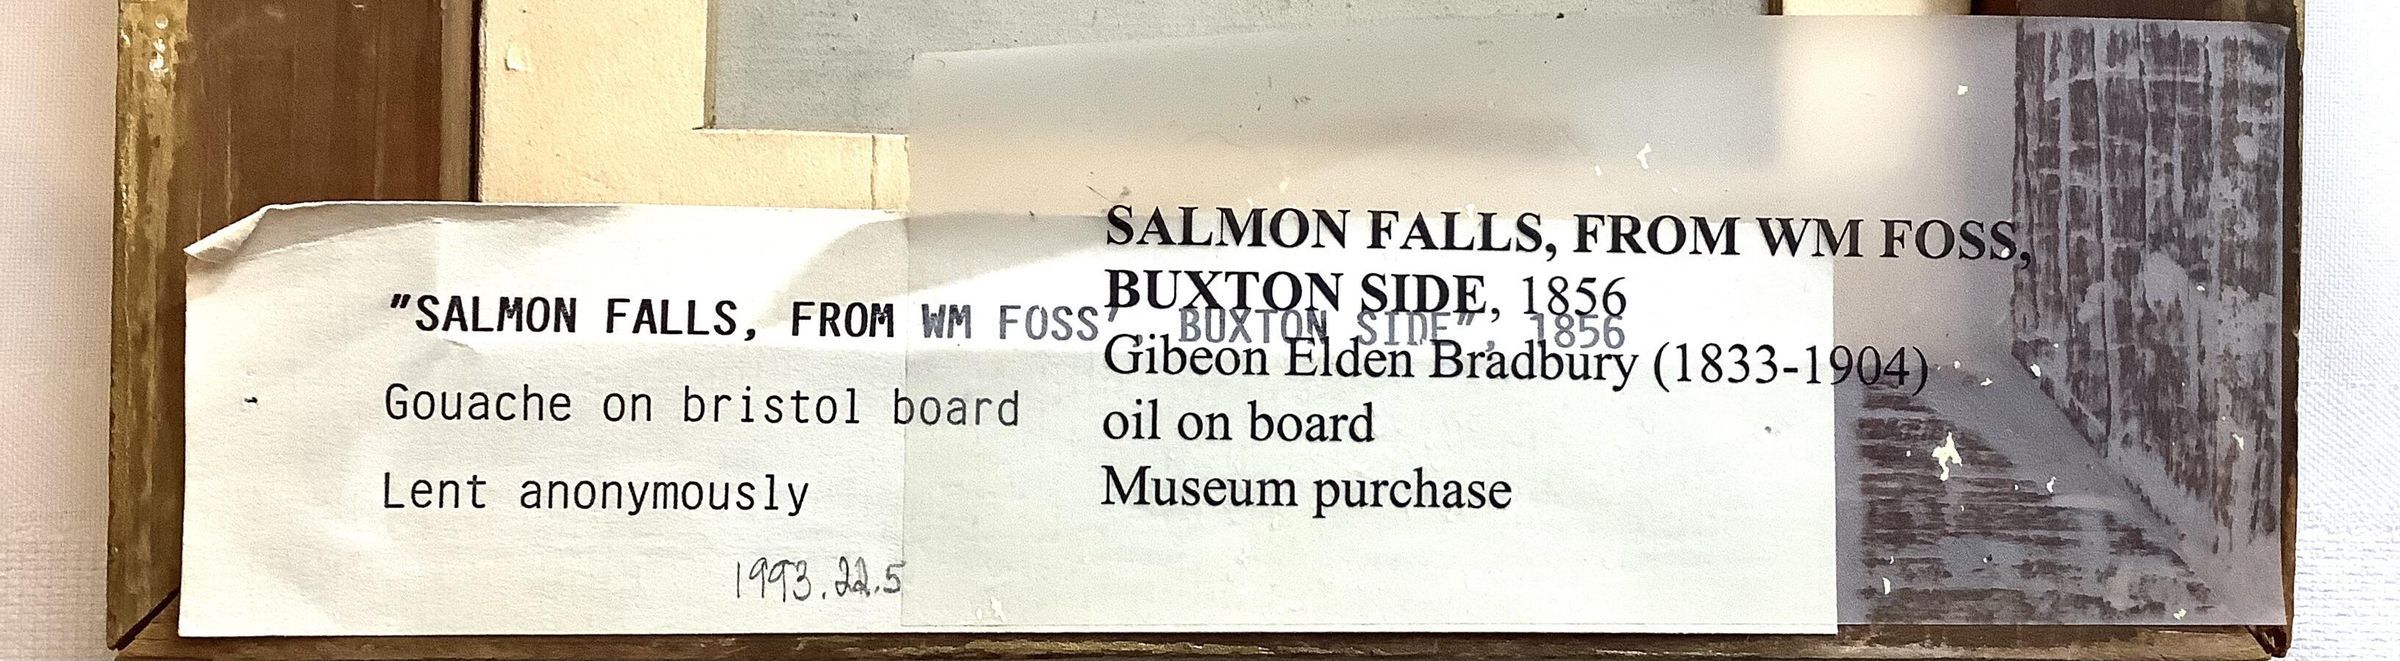 "SALMON FALLS, FROM WM FOSS' BUXTON SIDE", 1856
Gouache on bristol board
Lent anonymously
1993.22.5
SALMON FALLS, FROM WM FOSS,
BUXTON SIDE, 1856
Gibeon Elden Bradbury (1833-1904)
oil on board
Museum purchase